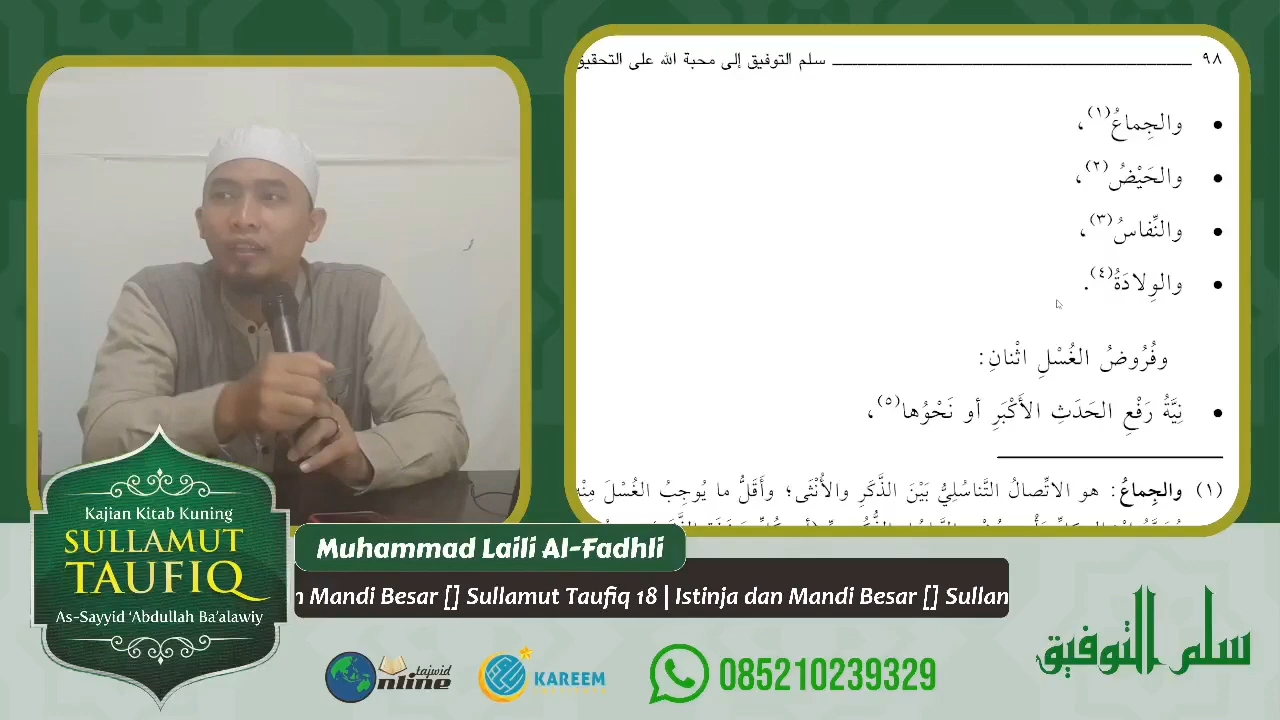 ٩٨ ــــــــــــــــــــــــــــــــ سلم التوفيق إلى محبة الله على التحقيق
• والجِماعُ(١)،
• والحَيْضُ(٢)،
• والنِّفاسُ(٣)،
• والوِلادَةُ(٤).
وفُرُوضُ الغُسْلِ اثْنانِ:
• نِيَّةُ رَفْعِ الحَدَثِ الأَكْبَرِ أو نَحْوُها(٥)،
(١) والجِماعُ: هو الاتِّصالُ التَّناسُلِيُّ بَيْنَ الذَّكَرِ والأُنْثَى؛ وأَقَلُّ ما يُوجِبُ الغُسْلَ مِنْهُ
Kajian Kitab Kuning
SULLAMUT
TAUFIQ
As-Sayyid ‘Abdullah Ba’alawiy
Muhammad Laili Al-Fadhli
n Mandi Besar [] Sullamut Taufiq 18 | Istinja dan Mandi Besar [] Sullan
tajwid
nline
KAREEM
085210239329
سلم التوفيق